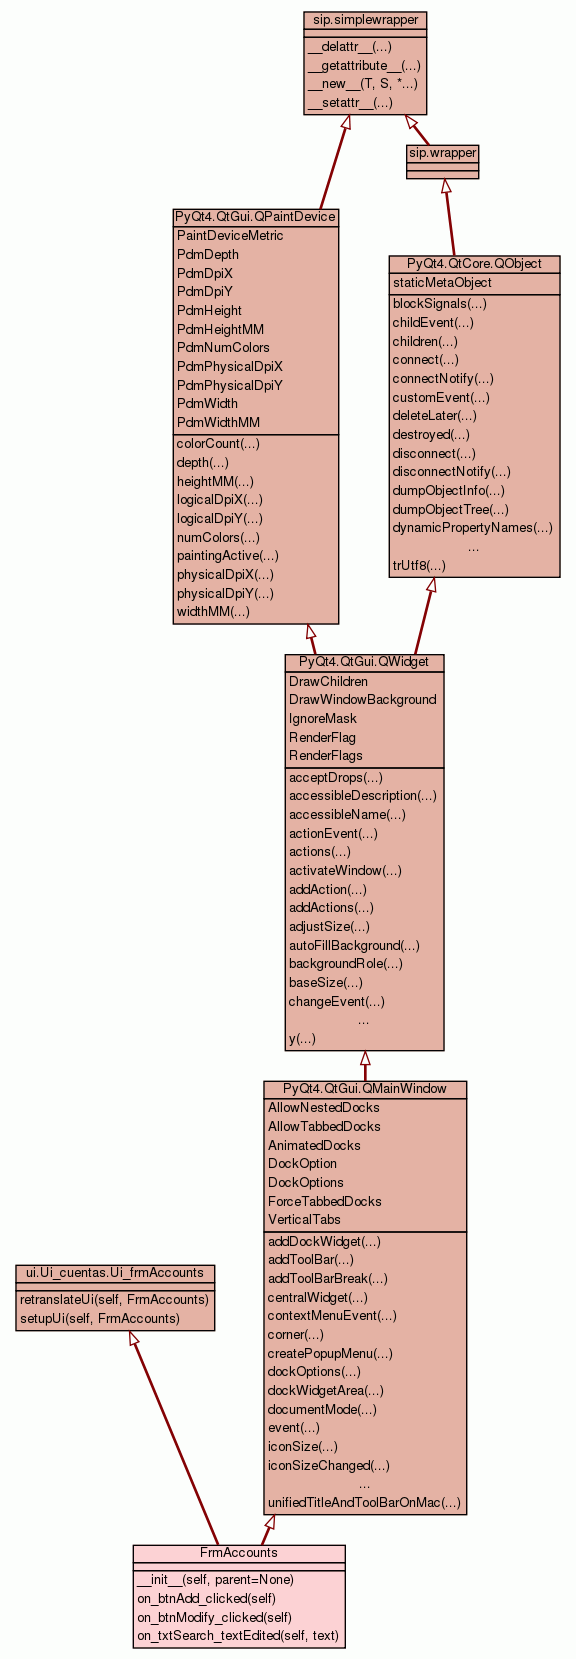 sip.simplewrapper
__delattr__(...)
__getattribute__(...)
__new__(T, S, *...)
__setattr__(...)
sip.wrapper
PyQt4.QtGui.QPaintDevice
PaintDeviceMetric
PdmDepth
PdmDpiX
PdmDpiY
PdmHeight
PdmHeightMM
PdmNumColors
PdmPhysicalDpiX
PdmPhysicalDpiY
PdmWidth
PdmWidthMM
colorCount(...)
depth(...)
heightMM(...)
logicalDpiX(...)
logicalDpiY(...)
numColors(...)
paintingActive(...)
physicalDpiX(...)
physicalDpiY(...)
widthMM(...)
PyQt4.QtCore.QObject
staticMetaObject
blockSignals(...)
childEvent(...)
children(...)
connect(...)
connectNotify(...)
customEvent(...)
deleteLater(...)
destroyed(...)
disconnect(...)
disconnectNotify(...)
dumpObjectInfo(...)
dumpObjectTree(...)
dynamicPropertyNames(...)
...
trUtf8(...)
PyQt4.QtGui.QWidget
DrawChildren
DrawWindowBackground
IgnoreMask
RenderFlag
RenderFlags
acceptDrops(...)
accessibleDescription(...)
accessibleName(...)
actionEvent(...)
actions(...)
activateWindow(...)
addAction(...)
addActions(...)
adjustSize(...)
autoFillBackground(...)
backgroundRole(...)
baseSize(...)
changeEvent(...)
...
y(...)
PyQt4.QtGui.QMainWindow
AllowNestedDocks
AllowTabbedDocks
AnimatedDocks
DockOption
DockOptions
ForceTabbedDocks
VerticalTabs
addDockWidget(...)
addToolBar(...)
addToolBarBreak(...)
centralWidget(...)
contextMenuEvent(...)
corner(...)
createPopupMenu(...)
dockOptions(...)
dockWidgetArea(...)
documentMode(...)
event(...)
iconSize(...)
iconSizeChanged(...)
...
unifiedTitleAndToolBarOnMac(...)
ui.Ui_cuentas.Ui_frmAccounts
retranslateUi(self, FrmAccounts)
setupUi(self, FrmAccounts)
FrmAccounts
__init__(self, parent=None)
on_btnAdd_clicked(self)
on_btnModify_clicked(self)
on_txtSearch_textEdited(self, text)